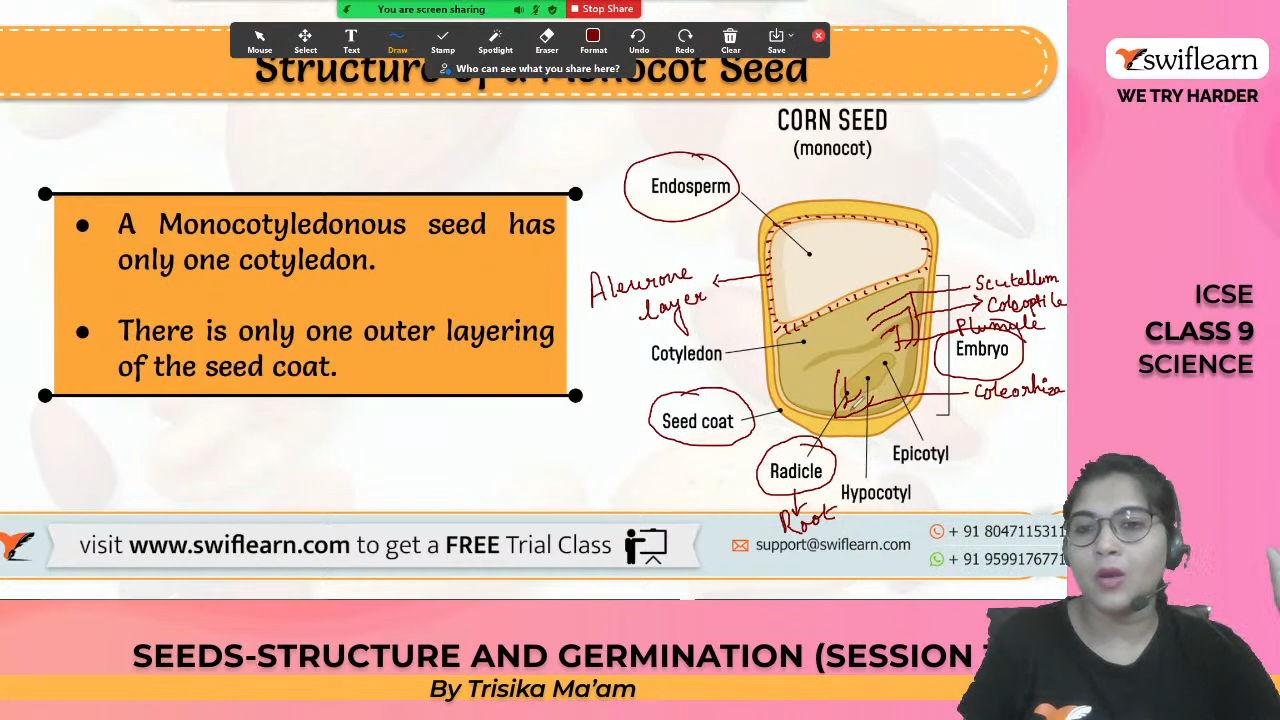 You are screen sharing
Stop Share
Mouse
Select
Text
Draw
Stamp
Spotlight
Eraser
Format
Undo
Redo
Clear
Save
Who can see what you share here?
Structure of a Monocot Seed
swiflearn
WE TRY HARDER
CORN SEED
(monocot)
Endosperm
● A Monocotyledonous seed has
only one cotyledon.
● There is only one outer layering
of the seed coat.
Aleurone
layer
Scutellum
Coleoptile
Plumule
Embryo
Cotyledon
Coleorhiza
Seed coat
Epicotyl
Radicle
Hypocotyl
Root
ICSE
CLASS 9
SCIENCE
visit www.swiflearn.com to get a FREE Trial Class
support@swiflearn.com
+ 91 8047115311
+ 91 9599176771
SEEDS-STRUCTURE AND GERMINATION (SESSION
By Trisika Ma'am